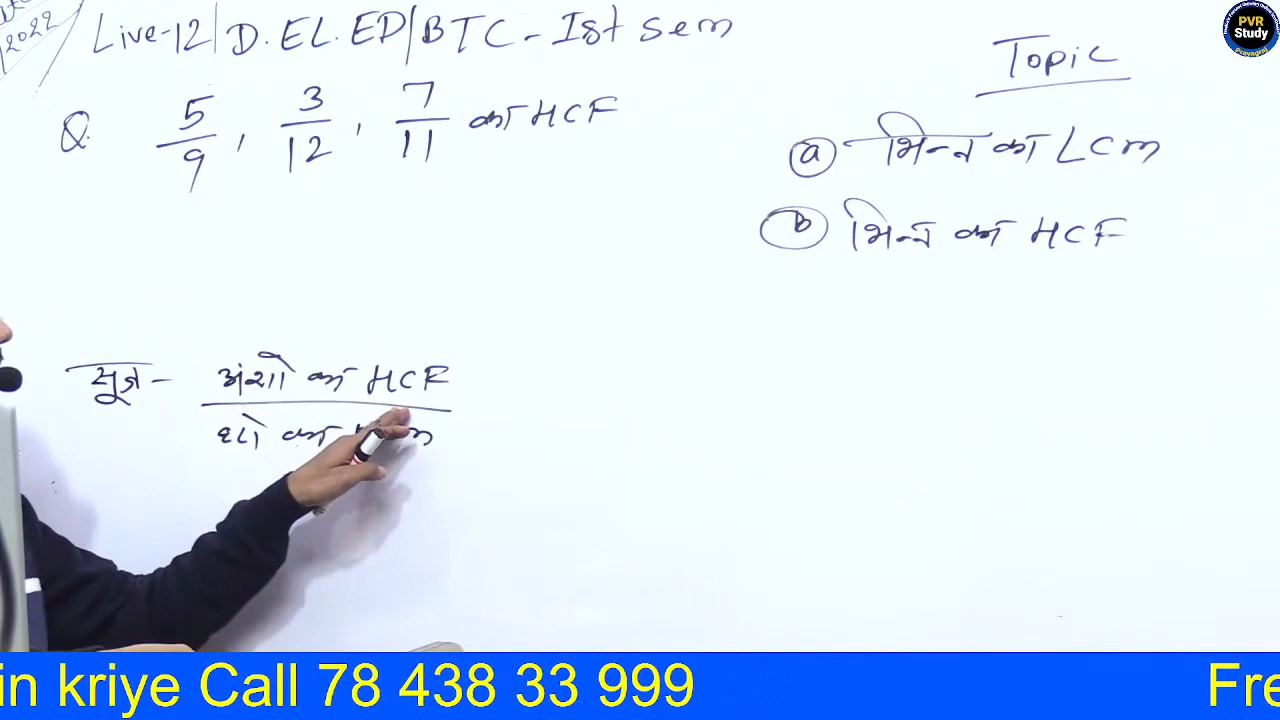 2022
Live-12/D.EL.ED/BTC - Ist Sem
Q. 5/9, 3/12, 7/11 का HCF
Topic
(a) भिन्न का LCM
(b) भिन्न का HCF
सूत्र - अंशो का HCF
हरो का
PVR
Study
Prayagraj
in kriye Call 78 438 33 999
Fre